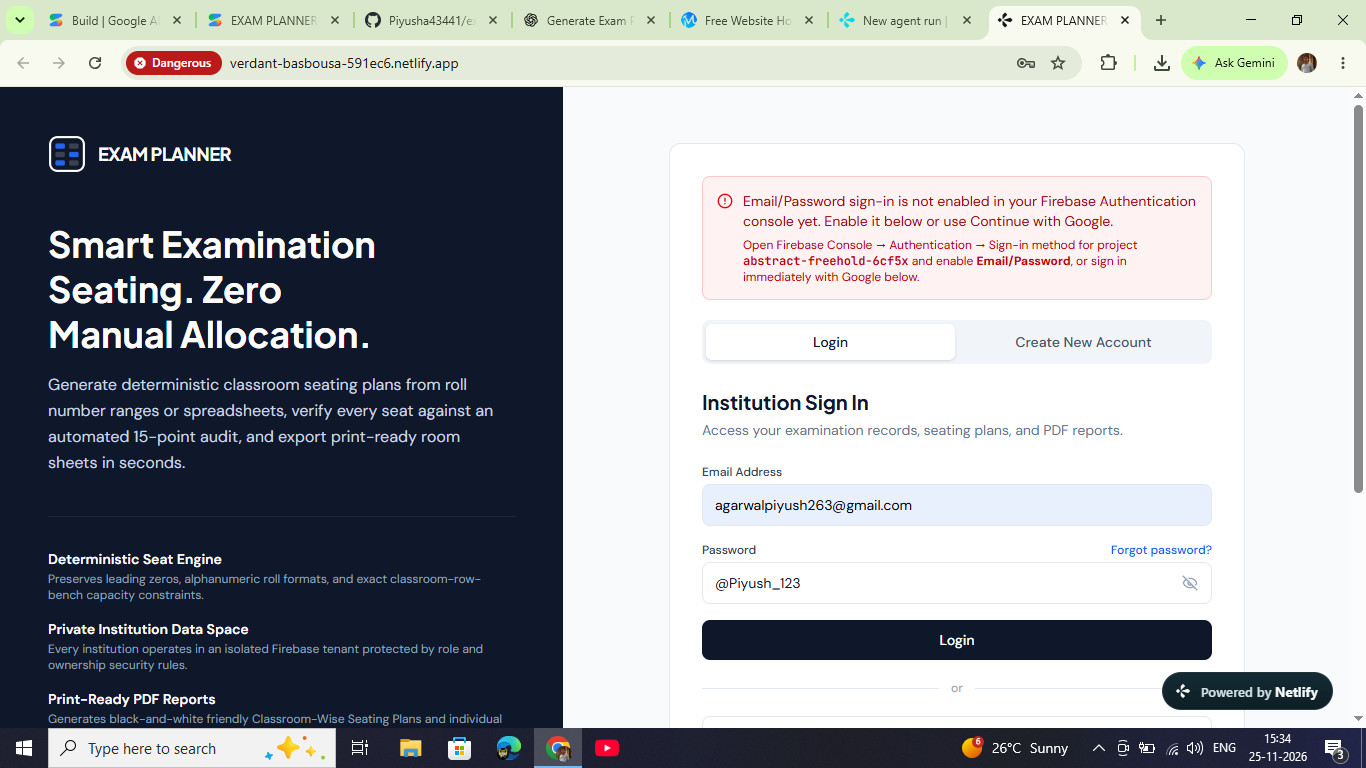 Build | Google A
EXAM PLANNER
Piyusha43441/e
Generate Exam P
Free Website Ho
New agent run |
EXAM PLANNER
Dangerous
verdant-basbousa-591ec6.netlify.app
Ask Gemini
EXAM PLANNER
Smart Examination
Seating. Zero
Manual Allocation.
Generate deterministic classroom seating plans from roll
number ranges or spreadsheets, verify every seat against an
automated 15-point audit, and export print-ready room
sheets in seconds.
Deterministic Seat Engine
Preserves leading zeros, alphanumeric roll formats, and exact classroom-row-
bench capacity constraints.
Private Institution Data Space
Every institution operates in an isolated Firebase tenant protected by role and
ownership security rules.
Print-Ready PDF Reports
Generates black-and-white friendly Classroom-Wise Seating Plans and individual
Email/Password sign-in is not enabled in your Firebase Authentication
console yet. Enable it below or use Continue with Google.
Open Firebase Console → Authentication → Sign-in method for project
abstract-freehold-6cf5x and enable Email/Password, or sign in
immediately with Google below.
Login
Create New Account
Institution Sign In
Access your examination records, seating plans, and PDF reports.
Email Address
agarwalpiyush263@gmail.com
Password
Forgot password?
@Piyush_123
Login
or
Powered by Netlify
Type here to search
6
26°C Sunny
ENG
15:34
25-11-2026
3